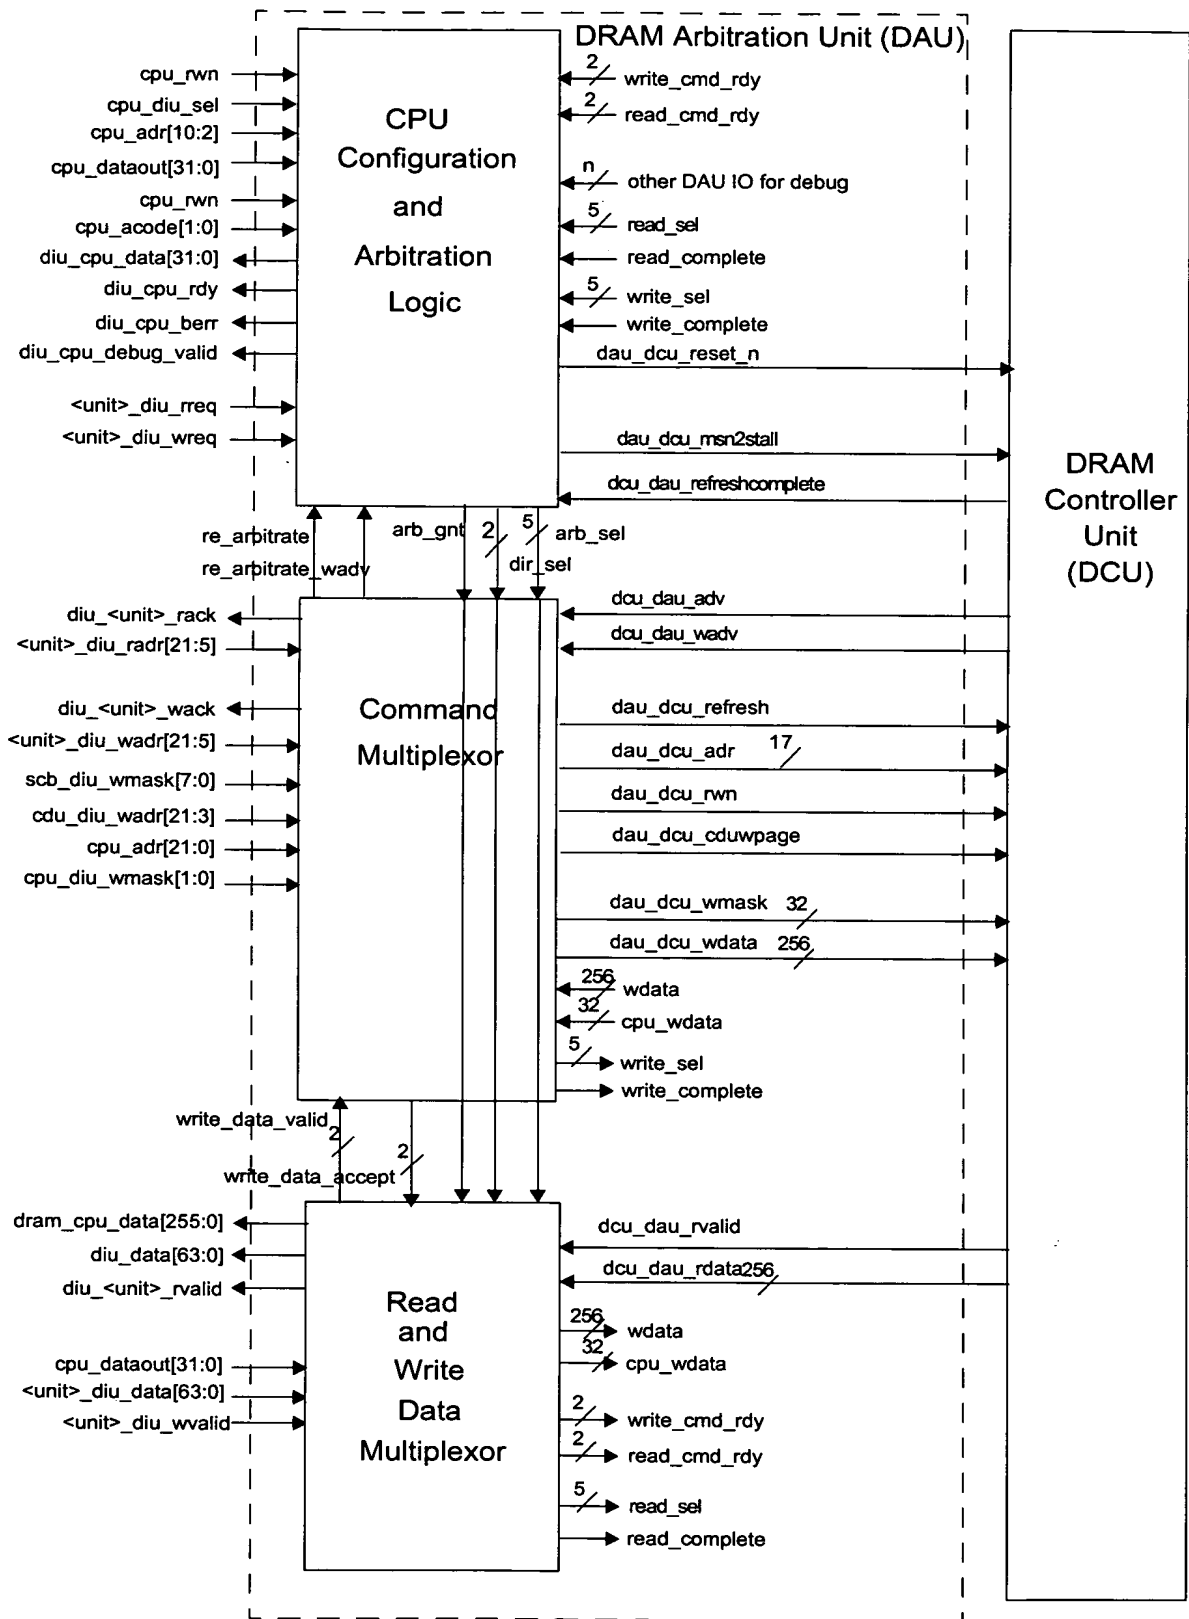 DRAM Arbitration Unit (DAU)
cpu_rwn
cpu_diu_sel
cpu_adr[10:2]
cpu_dataout[31:0]
cpu_rwn
cpu_acode[1:0]
diu_cpu_data[31:0]
diu_cpu_rdy
diu_cpu_berr
diu_cpu_debug_valid
<unit>_diu_rreq
<unit>_diu_wreq
CPU
Configuration
and
Arbitration
Logic
2
write_cmd_rdy
2
read_cmd_rdy
n
other DAU IO for debug
5
read_sel
read_complete
5
write_sel
write_complete
dau_dcu_reset_n
dau_dcu_msn2stall
dcu_dau_refreshcomplete
DRAM
Controller
Unit
(DCU)
re_arbitrate
re_arbitrate_wadv
arb_gnt
2
dir_sel
5
arb_sel
diu_<unit>_rack
<unit>_diu_radr[21:5]
diu_<unit>_wack
<unit>_diu_wadr[21:5]
scb_diu_wmask[7:0]
cdu_diu_wadr[21:3]
cpu_adr[21:0]
cpu_diu_wmask[1:0]
Command
Multiplexor
dcu_dau_adv
dcu_dau_wadv
dau_dcu_refresh
dau_dcu_adr 17
dau_dcu_rwn
dau_dcu_cduwpage
dau_dcu_wmask 32
dau_dcu_wdata 256
256
wdata
32
cpu_wdata
5
write_sel
write_complete
write_data_valid
2
write_data_accept
2
dram_cpu_data[255:0]
diu_data[63:0]
diu_<unit>_rvalid
cpu_dataout[31:0]
<unit>_diu_data[63:0]
<unit>_diu_wvalid
Read
and
Write
Data
Multiplexor
dcu_dau_rvalid
dcu_dau_rdata 256
256
wdata
32
cpu_wdata
2
write_cmd_rdy
2
read_cmd_rdy
5
read_sel
read_complete